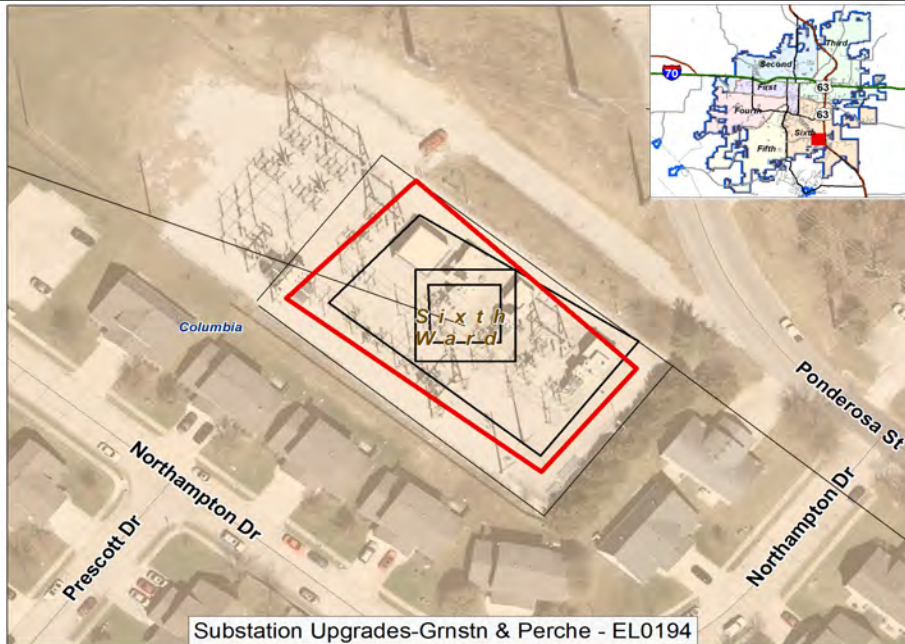 Third
Second
70
First
63
Fourth
63
Sixth
Fifth
Sixth
Ward
Columbia
Ponderosa St
Northampton Dr
Northampton Dr
Prescott Dr
Substation Upgrades-Grnstn & Perche - EL0194